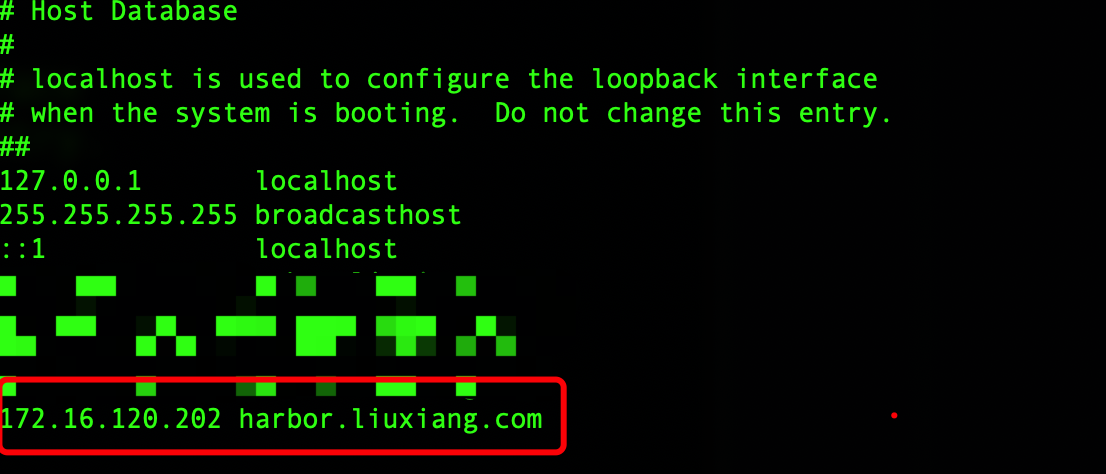 # Host Database
#
# localhost is used to configure the loopback interface
# when the system is booting.  Do not change this entry.
##
127.0.0.1       localhost
255.255.255.255 broadcasthost
::1             localhost
172.16.120.202 harbor.liuxiang.com